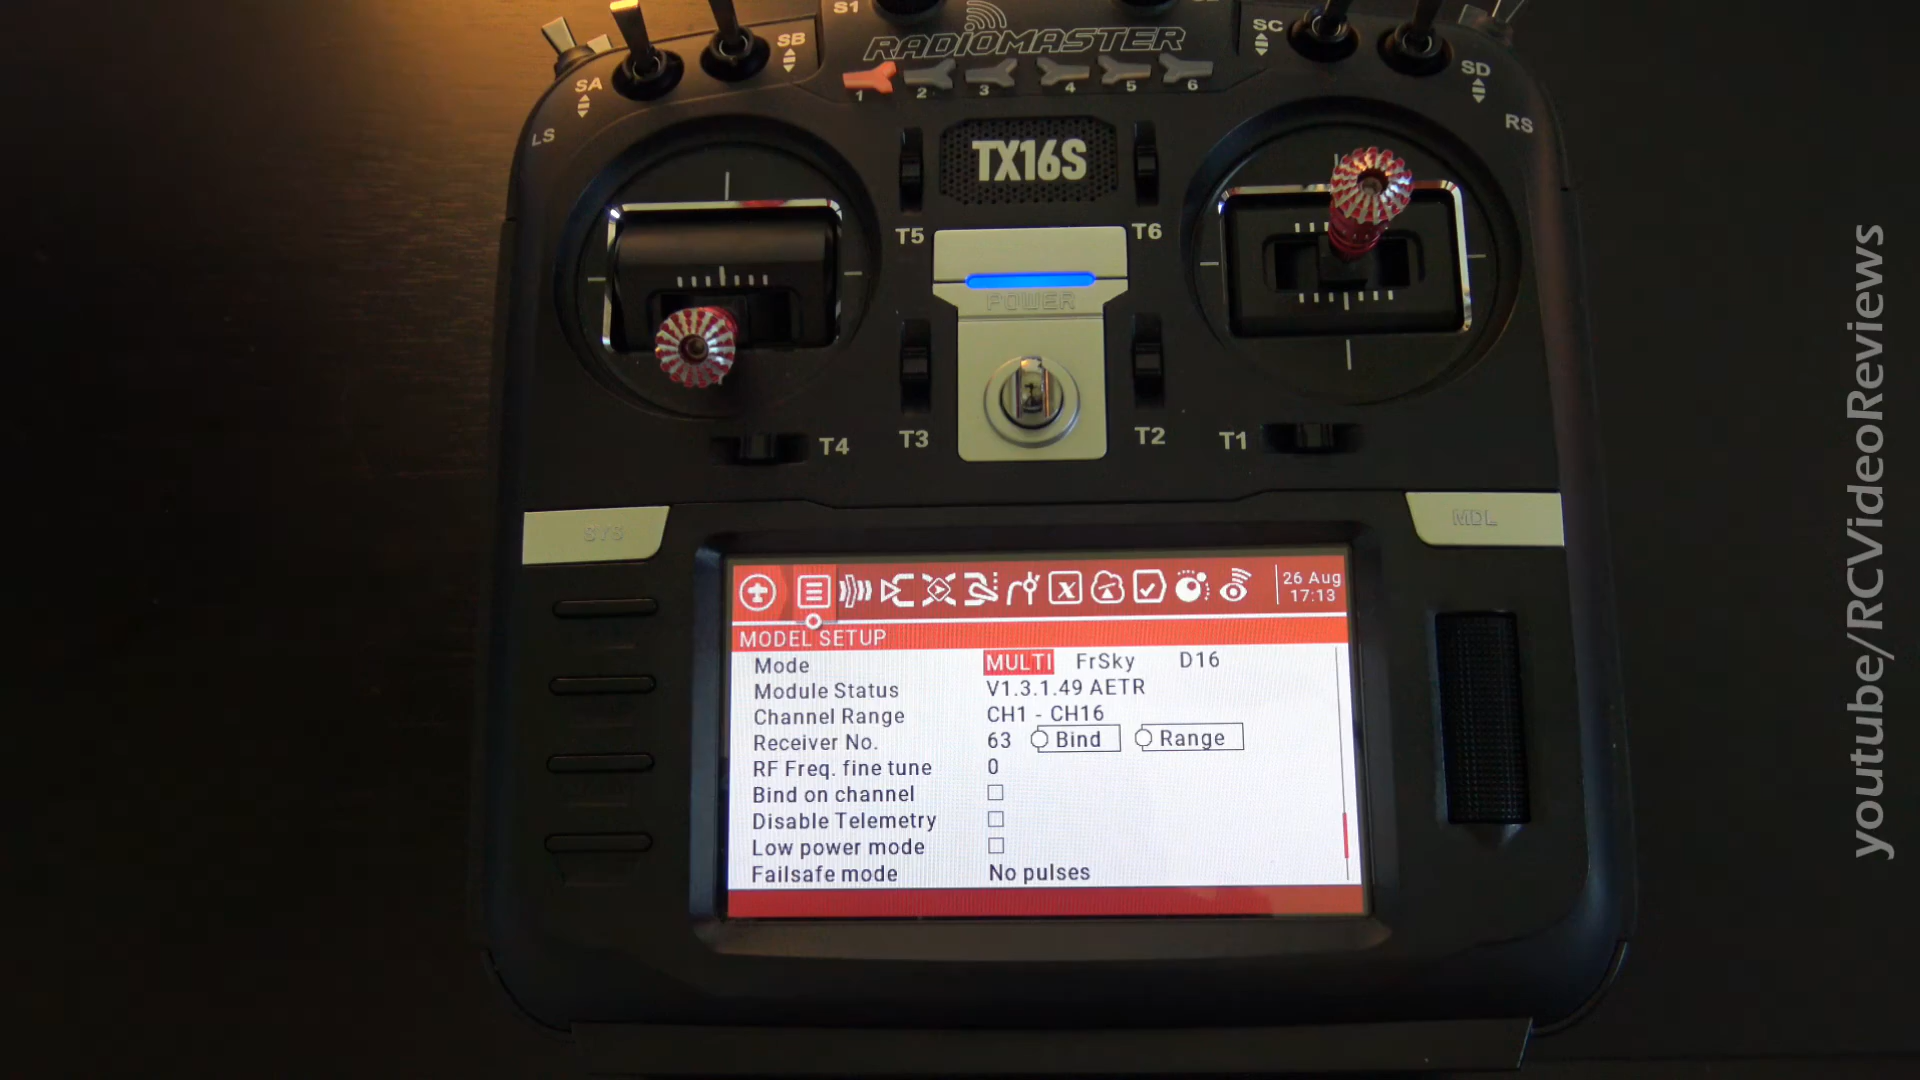 S1
RADIOMASTER
SA
SB
SC
SD
LS
RS
1 2 3 4 5 6
TX16S
T5
T6
POWER
T4
T3
T2
T1
SYS
MDL
26 Aug
17:13
MODEL SETUP
Mode MULTI FrSky D16
Module Status V1.3.1.49 AETR
Channel Range CH1 - CH16
Receiver No. 63 Bind Range
RF Freq. fine tune 0
Bind on channel
Disable Telemetry
Low power mode
Failsafe mode No pulses
youtube/RCVideoReviews